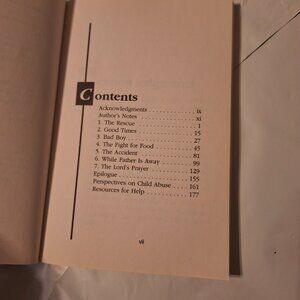 Contents
Acknowledgments . . . . . . . . . . . . . ix
Author's Notes . . . . . . . . . . . . . . xi
1. The Rescue . . . . . . . . . . . . . . 1
2. Good Times . . . . . . . . . . . . . . 15
3. Bad Boy . . . . . . . . . . . . . . . . 27
4. The Fight for Food . . . . . . . . . . 45
5. The Accident . . . . . . . . . . . . . 81
6. While Father Is Away . . . . . . . . . 99
7. The Lord's Prayer . . . . . . . . . . 129
Epilogue . . . . . . . . . . . . . . . . 155
Perspectives on Child Abuse . . . . . . 161
Resources for Help . . . . . . . . . . . 177
vii